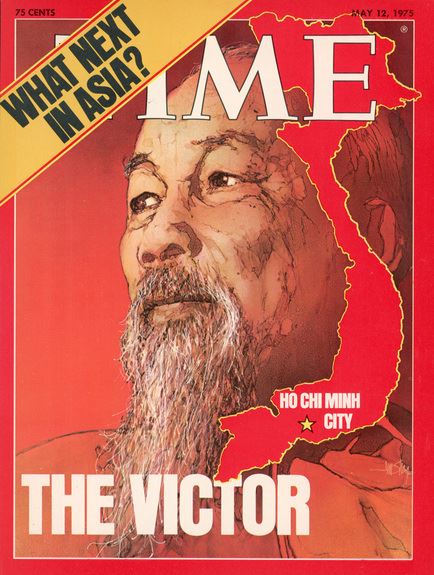 75 CENTS
MAY 12, 1975
TIME
®
WHAT NEXT
IN ASIA?
HO CHI MINH
CITY
THE VICTOR